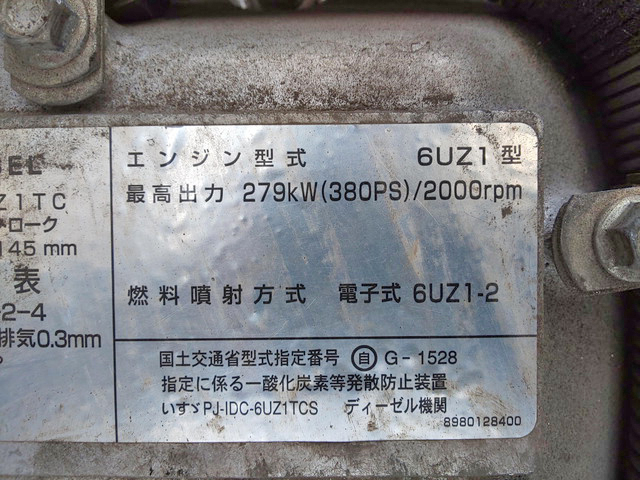 SEL
Z1TC
トローク
145 mm
表
-2-4
排気0.3mm
エンジン型式 6UZ1型
最高出力 279kW(380PS)/2000rpm
燃料噴射方式 電子式 6UZ1-2
国土交通省型式指定番号 自 G-1528
指定に係る一酸化炭素等発散防止装置
いすゞPJ-IDC-6UZ1TCS ディーゼル機関
8980128400